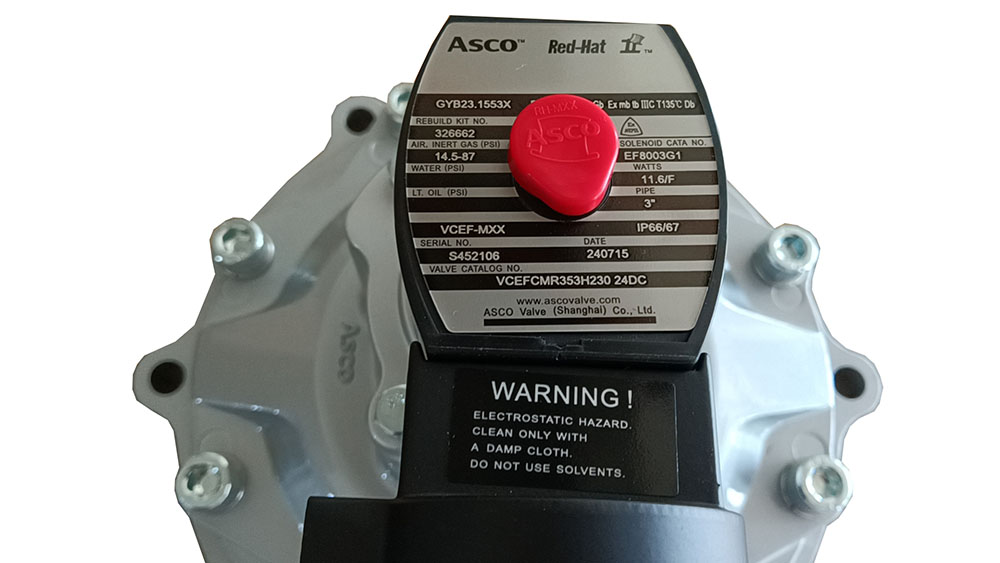 ASCO™ Red-Hat II™
GYB23.1553X Gb Ex mb tb IIIC T135℃ Db
REBUILD KIT NO.
326662
AIR, INERT GAS (PSI) SOLENOID CATA NO.
14.5-87 EF8003G1
WATER (PSI) WATTS
11.6/F
LT. OIL (PSI) PIPE
3"
VCEF-MXX IP66/67
SERIAL NO. DATE
S452106 240715
VALVE CATALOG NO.
VCEFCMR353H230 24DC
www.ascovalve.com
ASCO Valve (Shanghai) Co., Ltd.
ASCO
Ex
ASCO
WARNING !
ELECTROSTATIC HAZARD.
CLEAN ONLY WITH
A DAMP CLOTH.
DO NOT USE SOLVENTS.